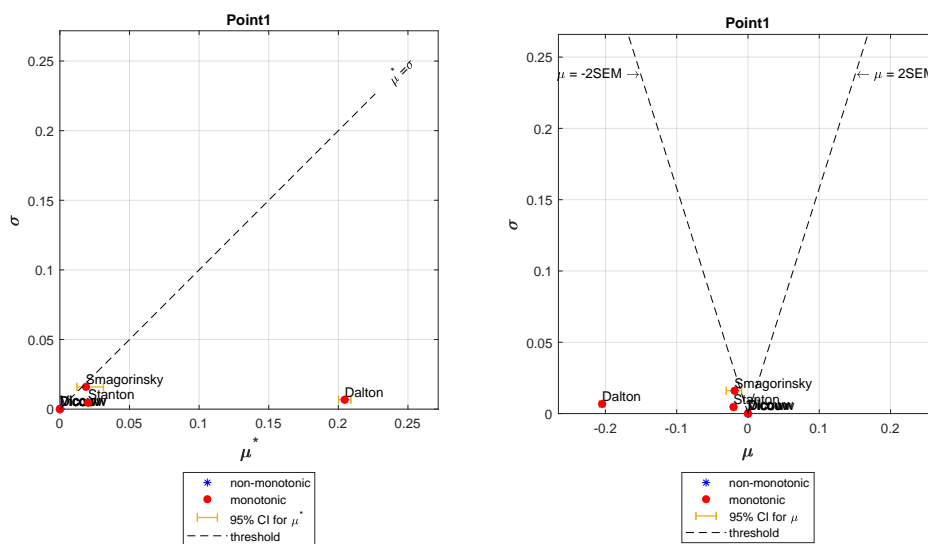 Point1
0.25
0.2
0.15
0.1
0.05
0
σ
μ* = σ
Smagorinsky
Stanton
Dalton
0 0.05 0.1 0.15 0.2 0.25
μ*
non-monotonic
monotonic
95% CI for μ*
threshold
Point1
0.25
0.2
0.15
0.1
0.05
0
σ
μ = -2SEM →
← μ = 2SEM
Dalton
Smagorinsky
Stanton
-0.2 -0.1 0 0.1 0.2
μ
non-monotonic
monotonic
95% CI for μ
threshold